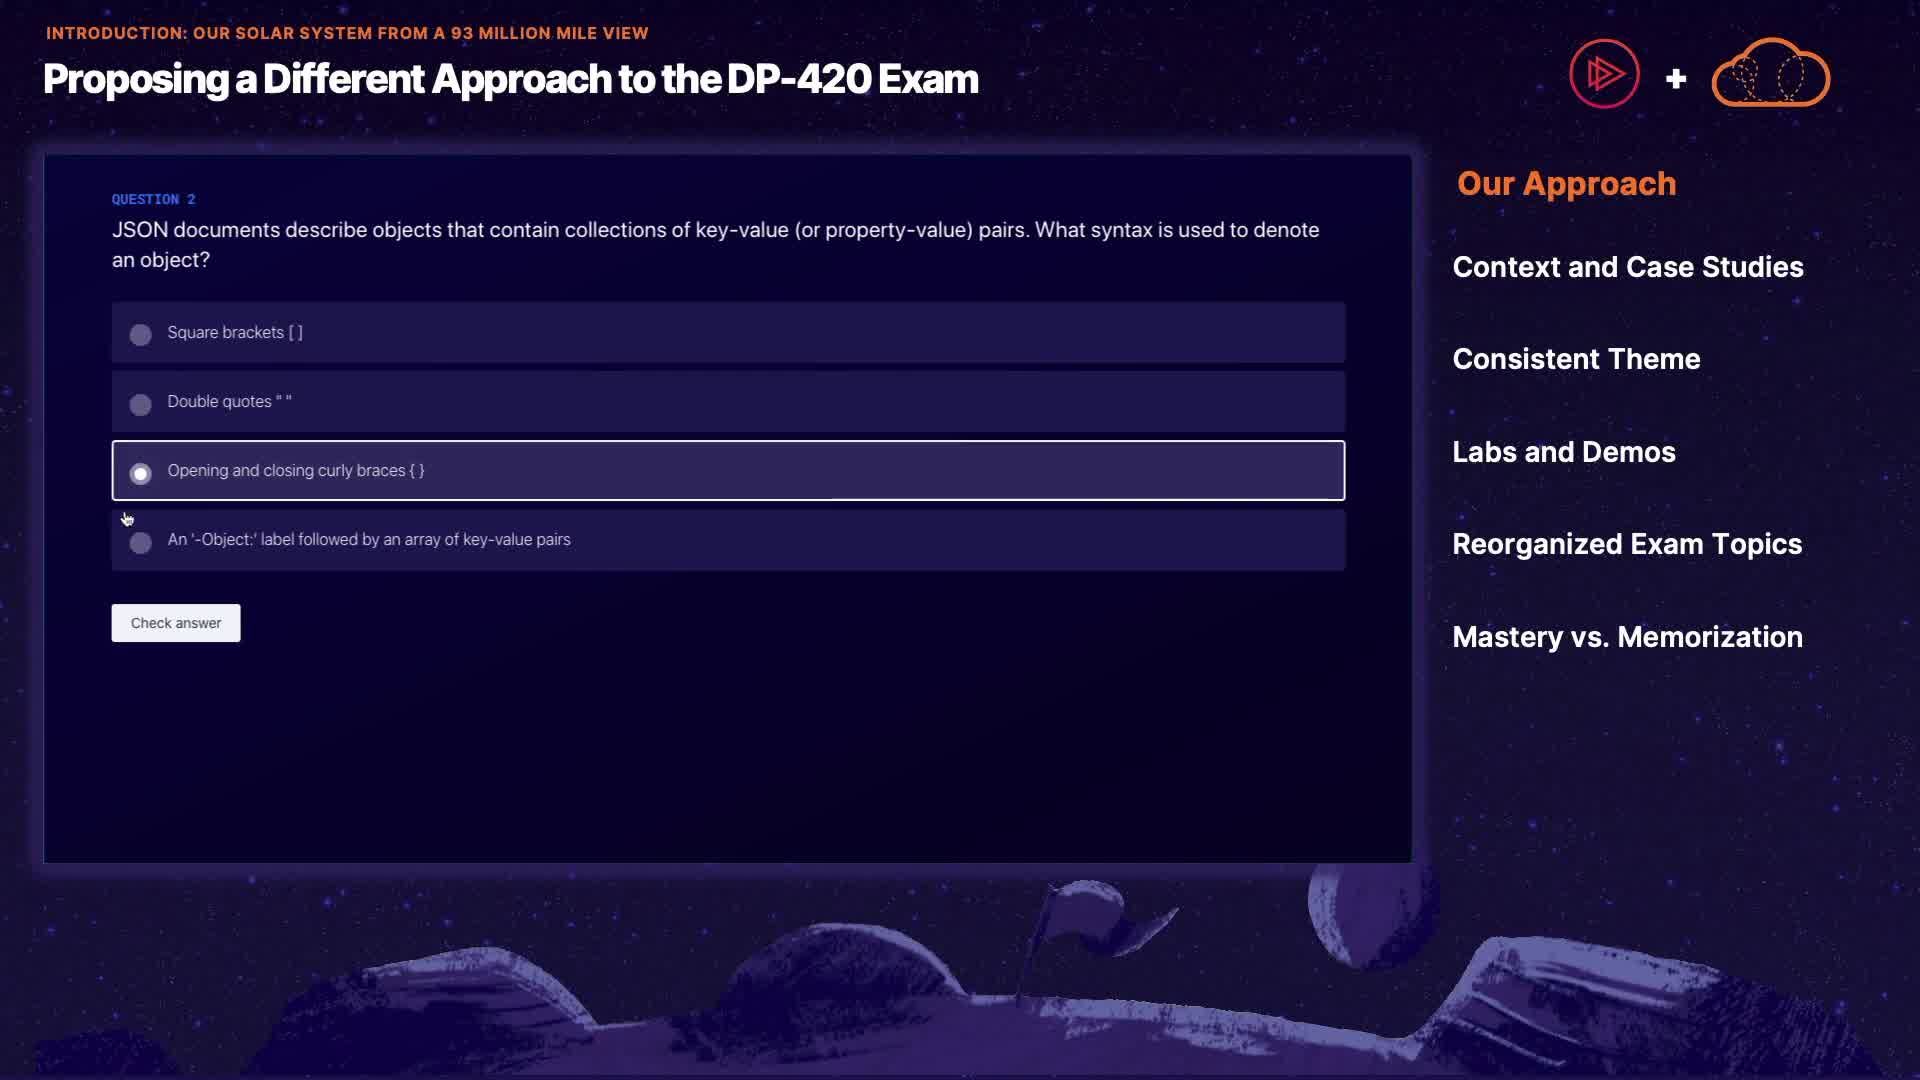 INTRODUCTION: OUR SOLAR SYSTEM FROM A 93 MILLION MILE VIEW
Proposing a Different Approach to the DP-420 Exam
+
QUESTION 2
JSON documents describe objects that contain collections of key-value (or property-value) pairs. What syntax is used to denote
an object?
Square brackets [ ]
Double quotes " "
Opening and closing curly braces { }
An '-Object:' label followed by an array of key-value pairs
Check answer
Our Approach
Context and Case Studies
Consistent Theme
Labs and Demos
Reorganized Exam Topics
Mastery vs. Memorization